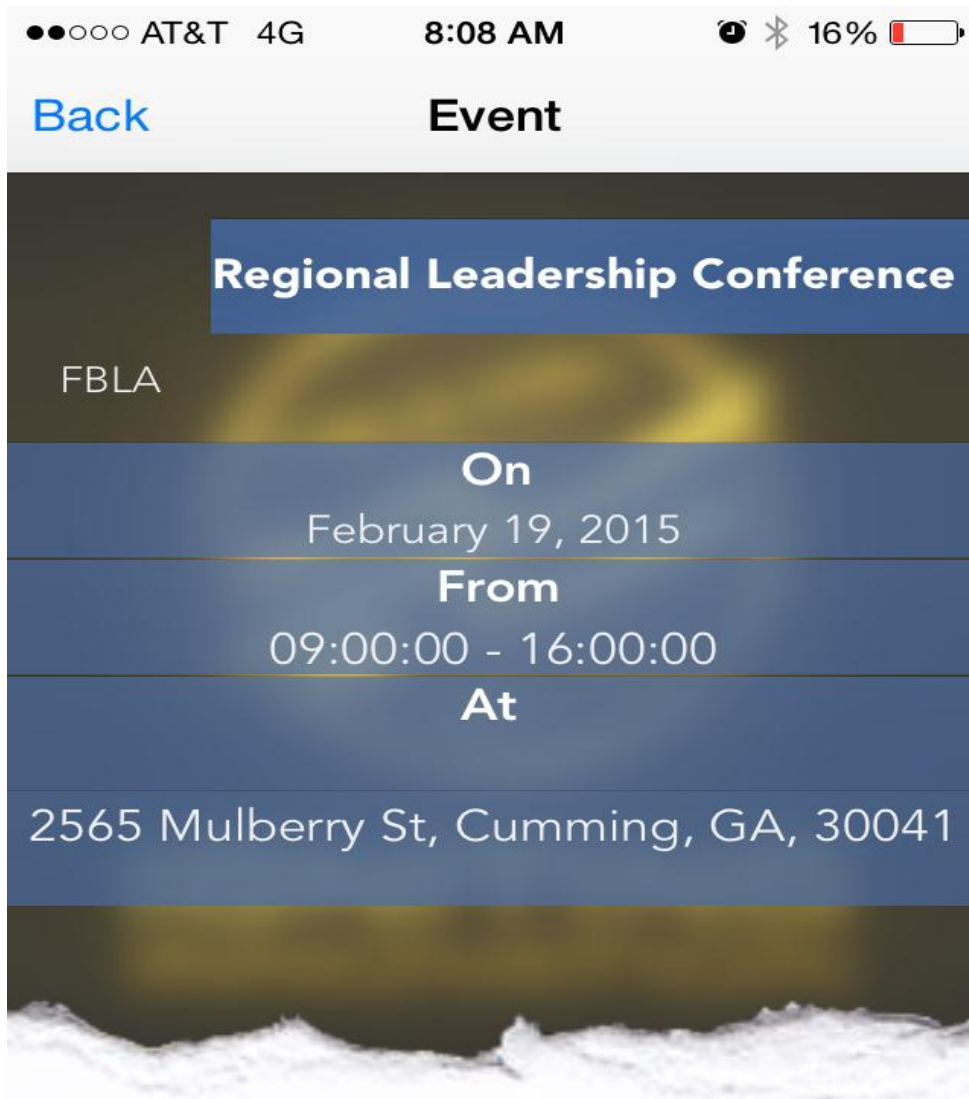 AT&T 4G 8:08 AM 16%
Back Event
Regional Leadership Conference
FBLA
On
February 19, 2015
From
09:00:00 - 16:00:00
At
2565 Mulberry St, Cumming, GA, 30041